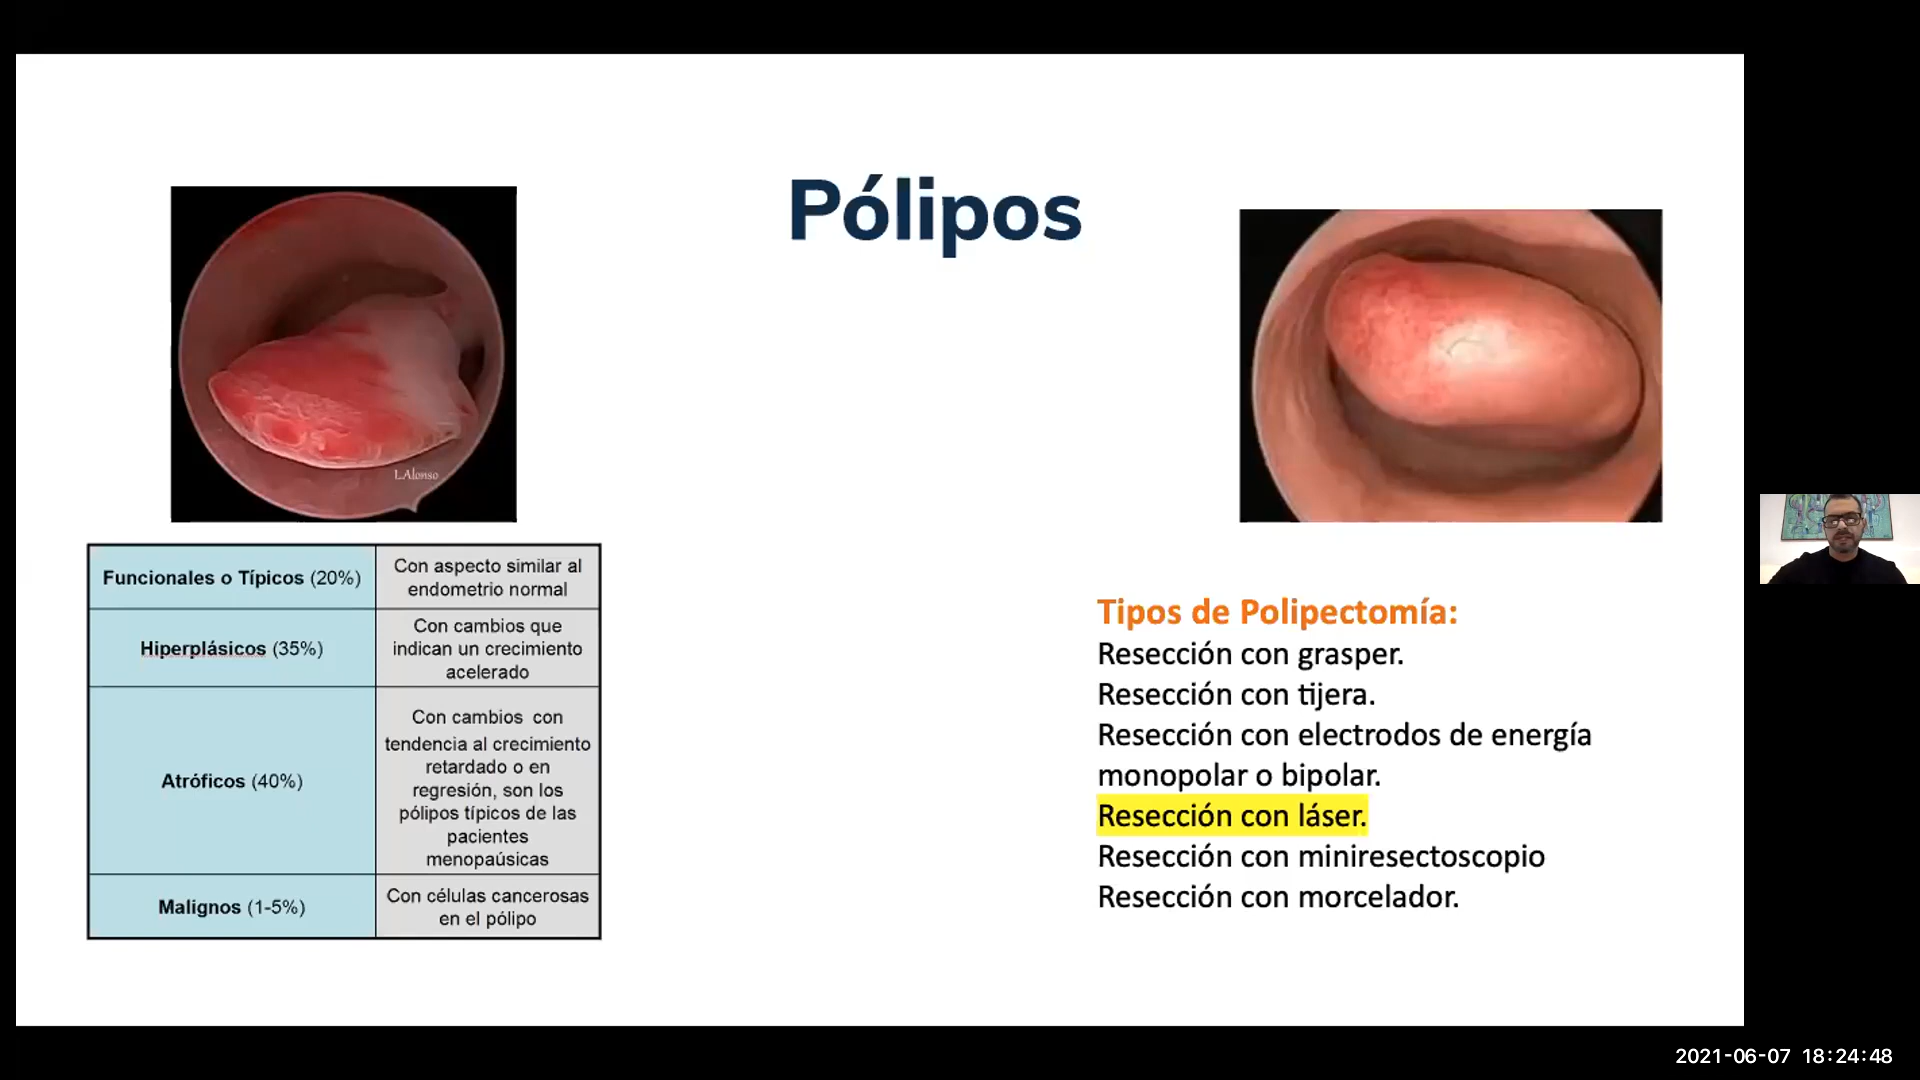 Pólipos
L.Alonso
Funcionales o Típicos (20%)
Con aspecto similar al
endometrio normal
Hiperplásicos (35%)
Con cambios que
indican un crecimiento
acelerado
Atróficos (40%)
Con cambios con
tendencia al crecimiento
retardado o en
regresión, son los
pólipos típicos de las
pacientes
menopaúsicas
Malignos (1-5%)
Con células cancerosas
en el pólipo
Tipos de Polipectomía:
Resección con grasper.
Resección con tijera.
Resección con electrodos de energía
monopolar o bipolar.
Resección con láser.
Resección con miniresectoscopio
Resección con morcelador.
2021-06-07 18:24:48